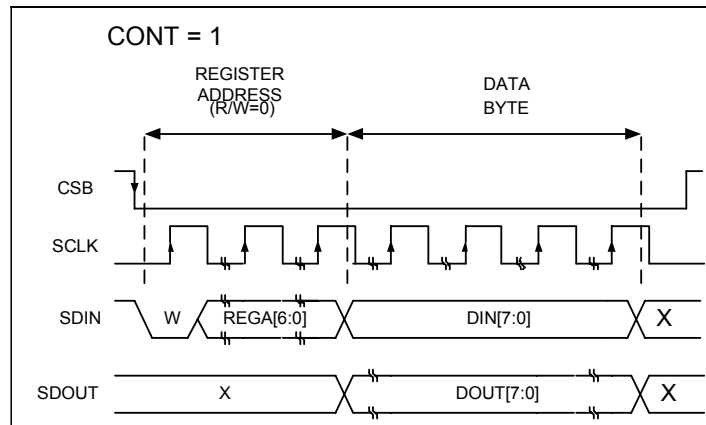 CONT = 1
REGISTER
ADDRESS
(R/W=0)
DATA
BYTE
CSB
SCLK
SDIN
W
REGA[6:0]
DIN[7:0]
X
SDOUT
X
DOUT[7:0]
X